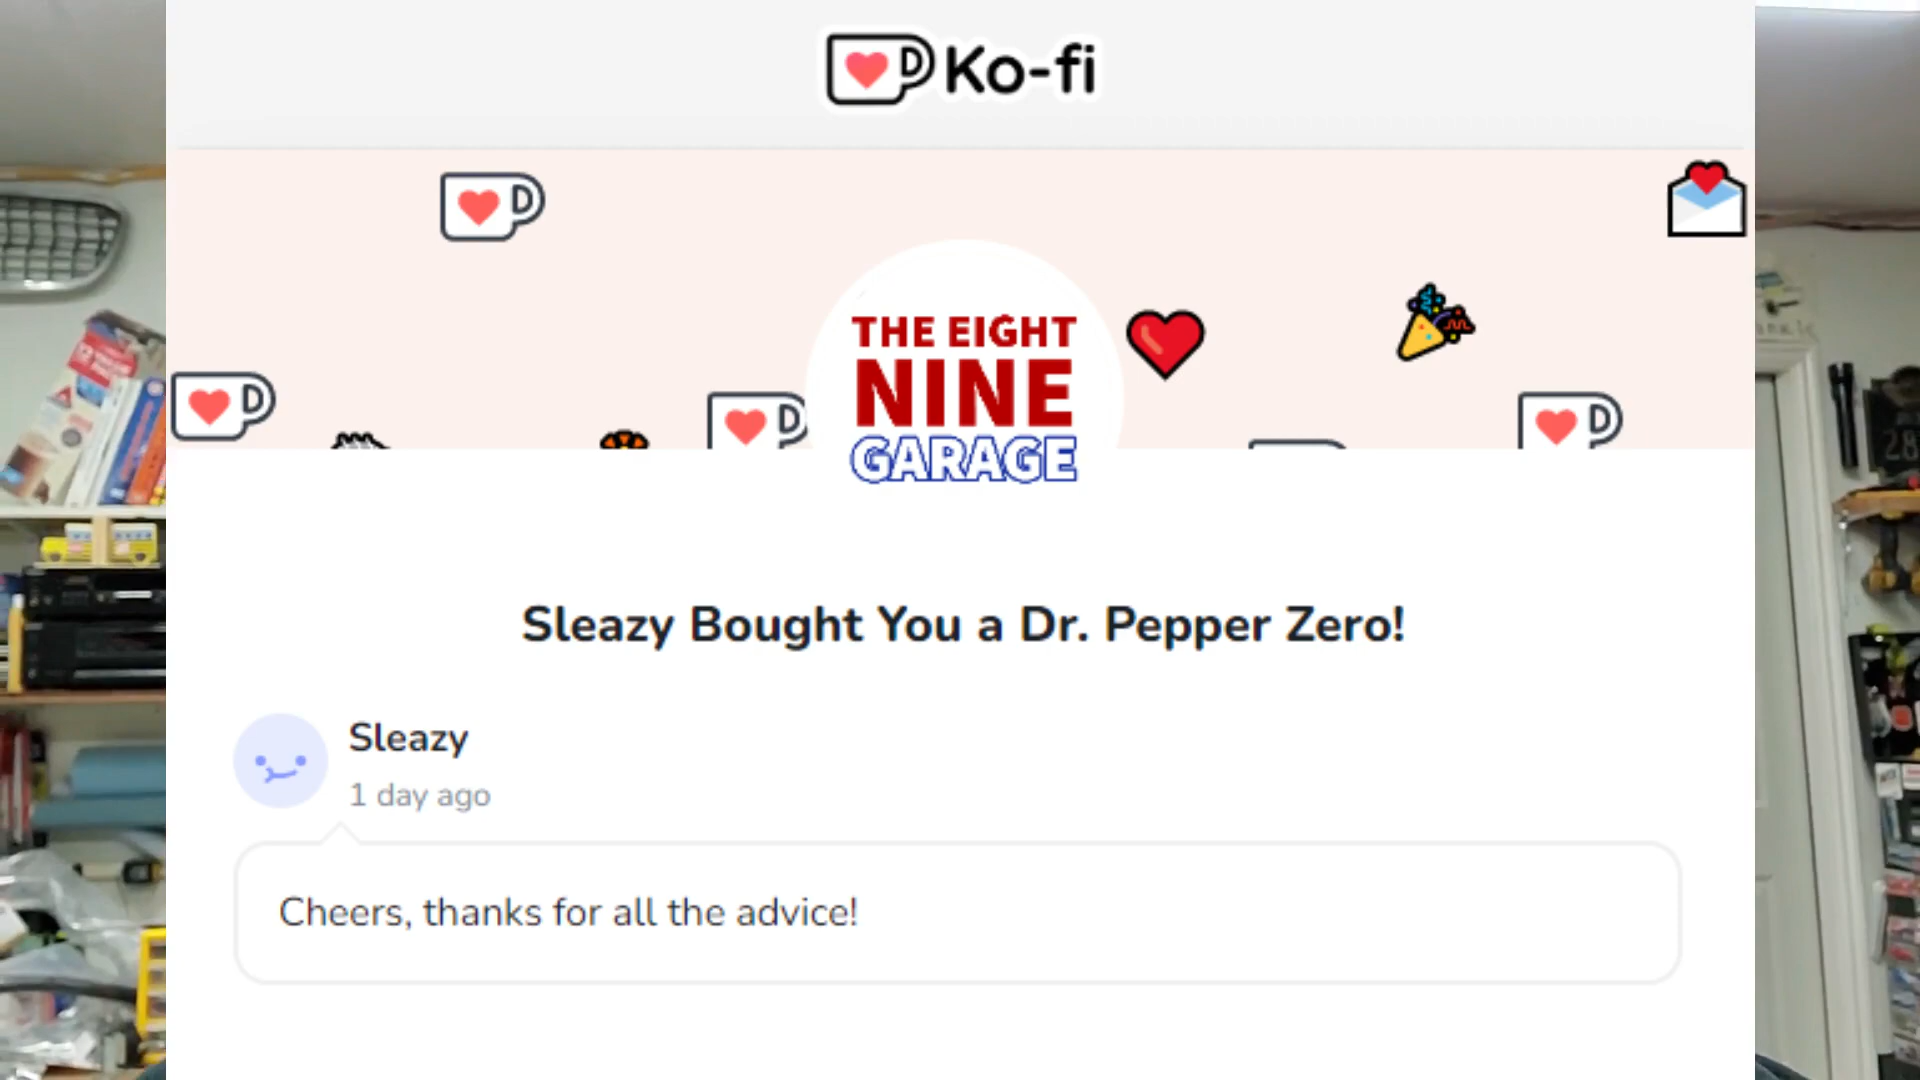 Ko-fi
THE EIGHT
NINE
GARAGE
Sleazy Bought You a Dr. Pepper Zero!
Sleazy
1 day ago
Cheers, thanks for all the advice!
28